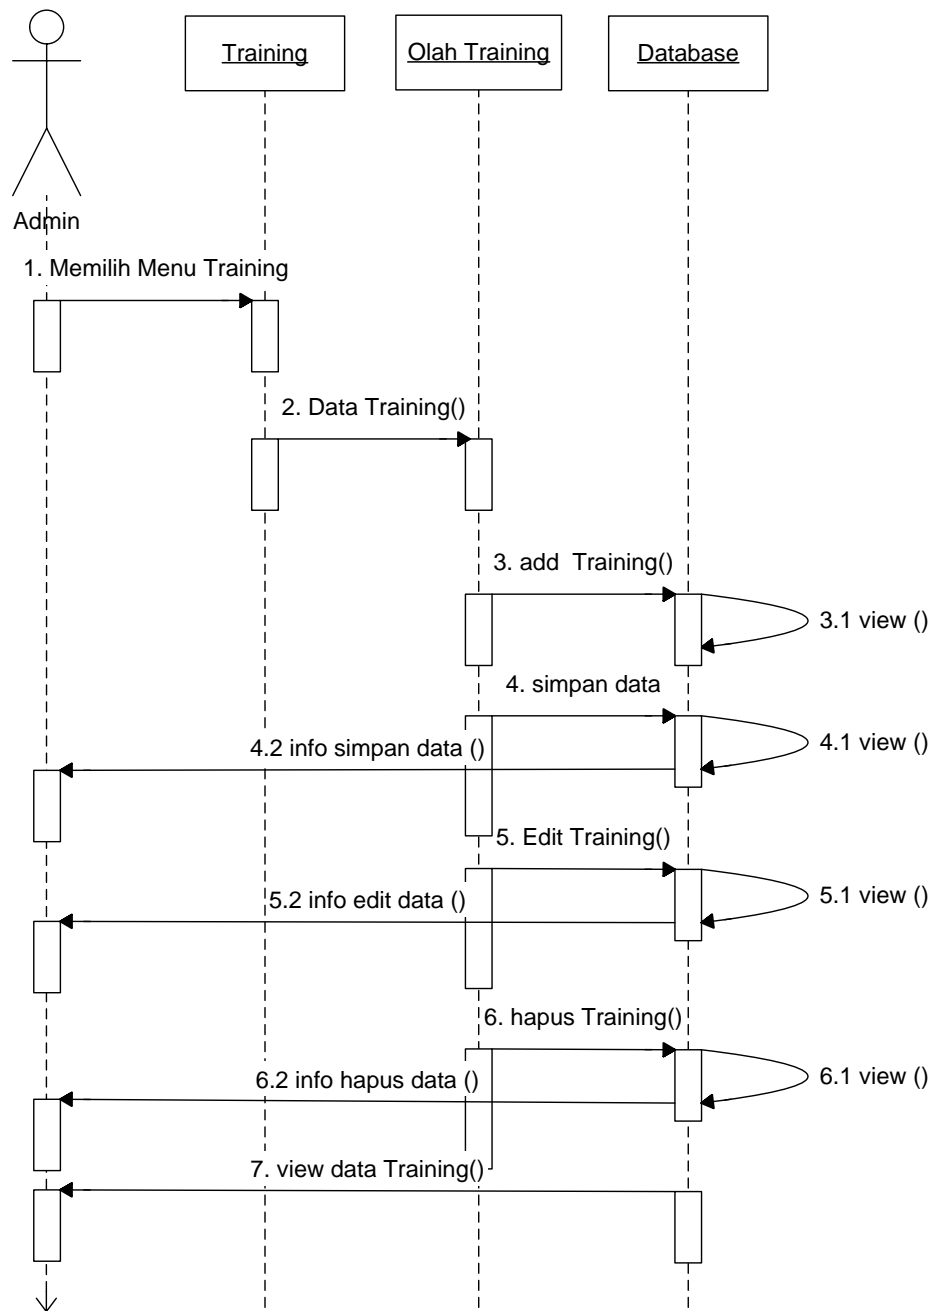 Training
Olah Training
Database
Admin
1. Memilih Menu Training
2. Data Training()
3. add  Training()
3.1 view ()
4. simpan data
4.1 view ()
4.2 info simpan data ()
5. Edit Training()
5.1 view ()
5.2 info edit data ()
6. hapus Training()
6.1 view ()
6.2 info hapus data ()
7. view data Training()